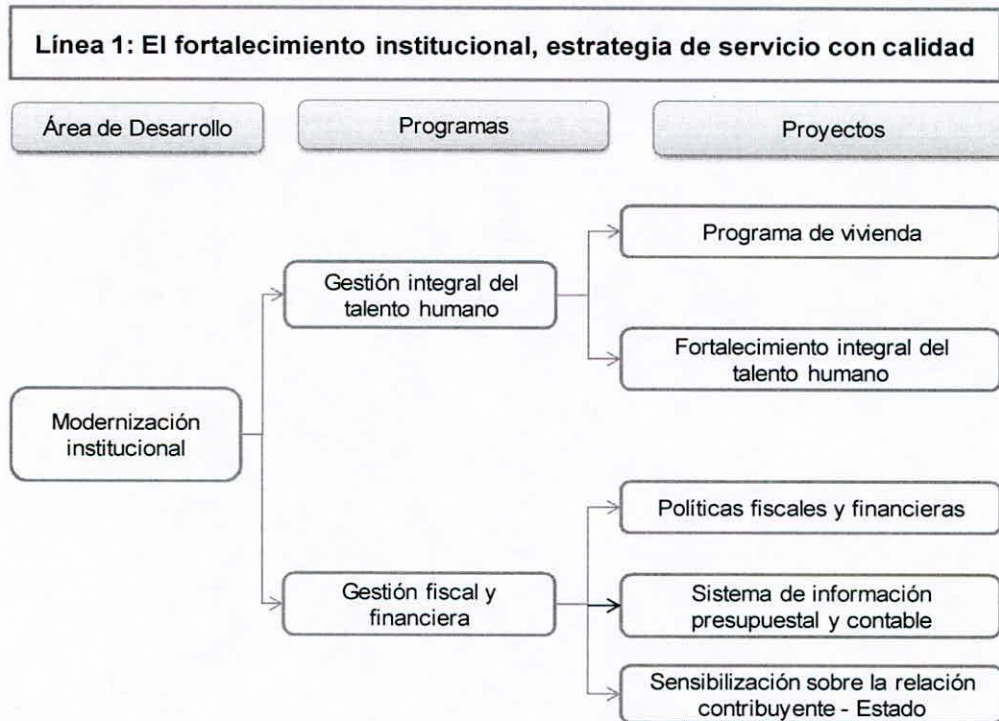 Línea 1: El fortalecimiento institucional, estrategia de servicio con calidad
Área de Desarrollo
Programas
Proyectos
Programa de vivienda
Gestión integral del
talento humano
Fortalecimiento integral del
talento humano
Modernización
institucional
Políticas fiscales y financieras
Gestión fiscal y
financiera
Sistema de información
presupuestal y contable
Sensibilización sobre la relación
contribuyente - Estado